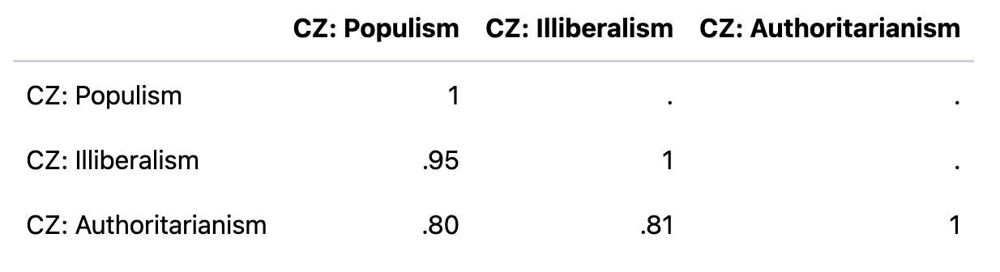 CZ: Populism CZ: Illiberalism CZ: Authoritarianism
CZ: Populism 1 . .
CZ: Illiberalism .95 1 .
CZ: Authoritarianism .80 .81 1